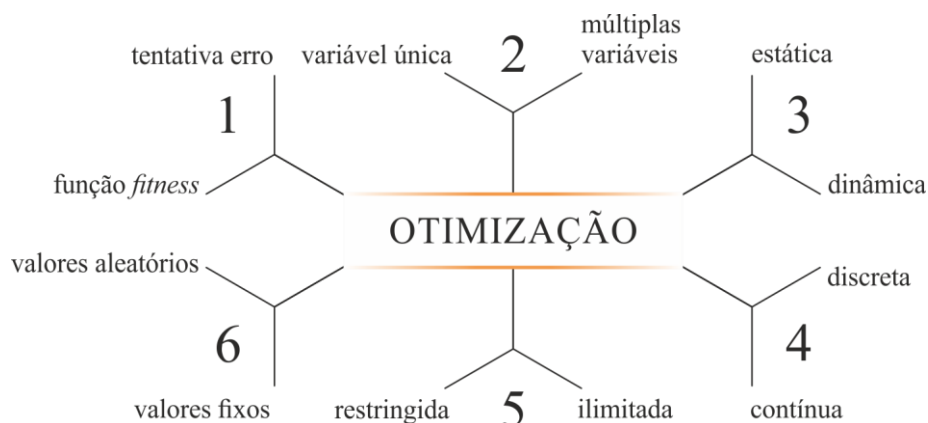 tentativa erro
variável única
2
múltiplas
variáveis
estática
1
3
função fitness
dinâmica
OTIMIZAÇÃO
valores aleatórios
discreta
6
4
valores fixos
restringida
5
ilimitada
contínua